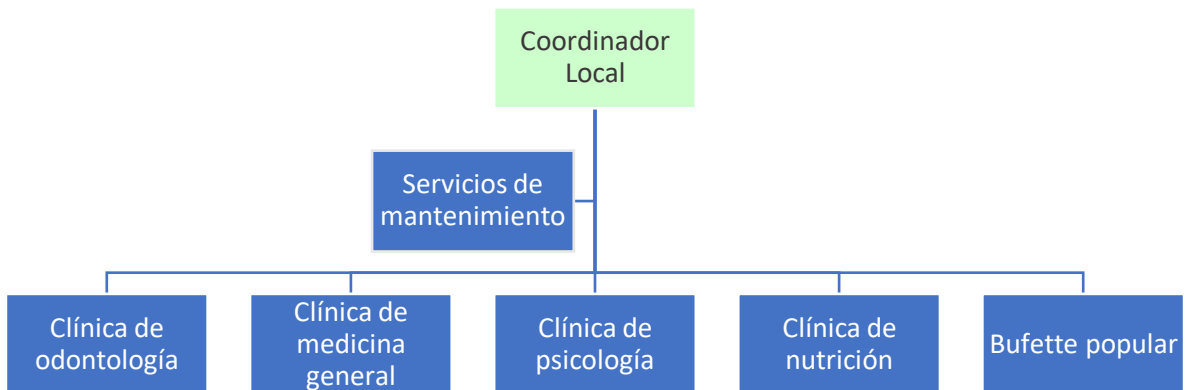 Coordinador
Local
Servicios de
mantenimiento
Clínica de
odontología
Clínica de
medicina
general
Clínica de
psicología
Clínica de
nutrición
Bufette popular